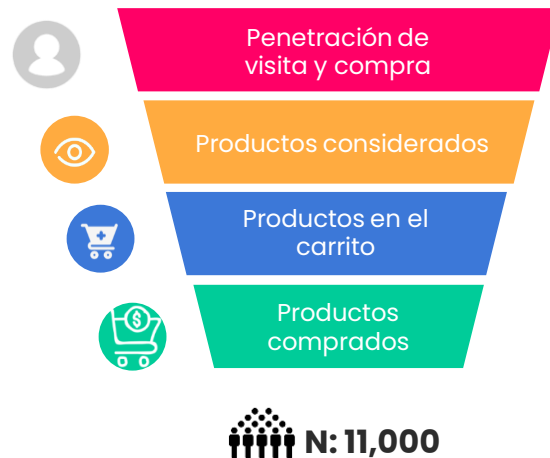 Penetración de
visita y compra
Productos considerados
Productos en el
carrito
$
Productos
comprados
N: 11,000